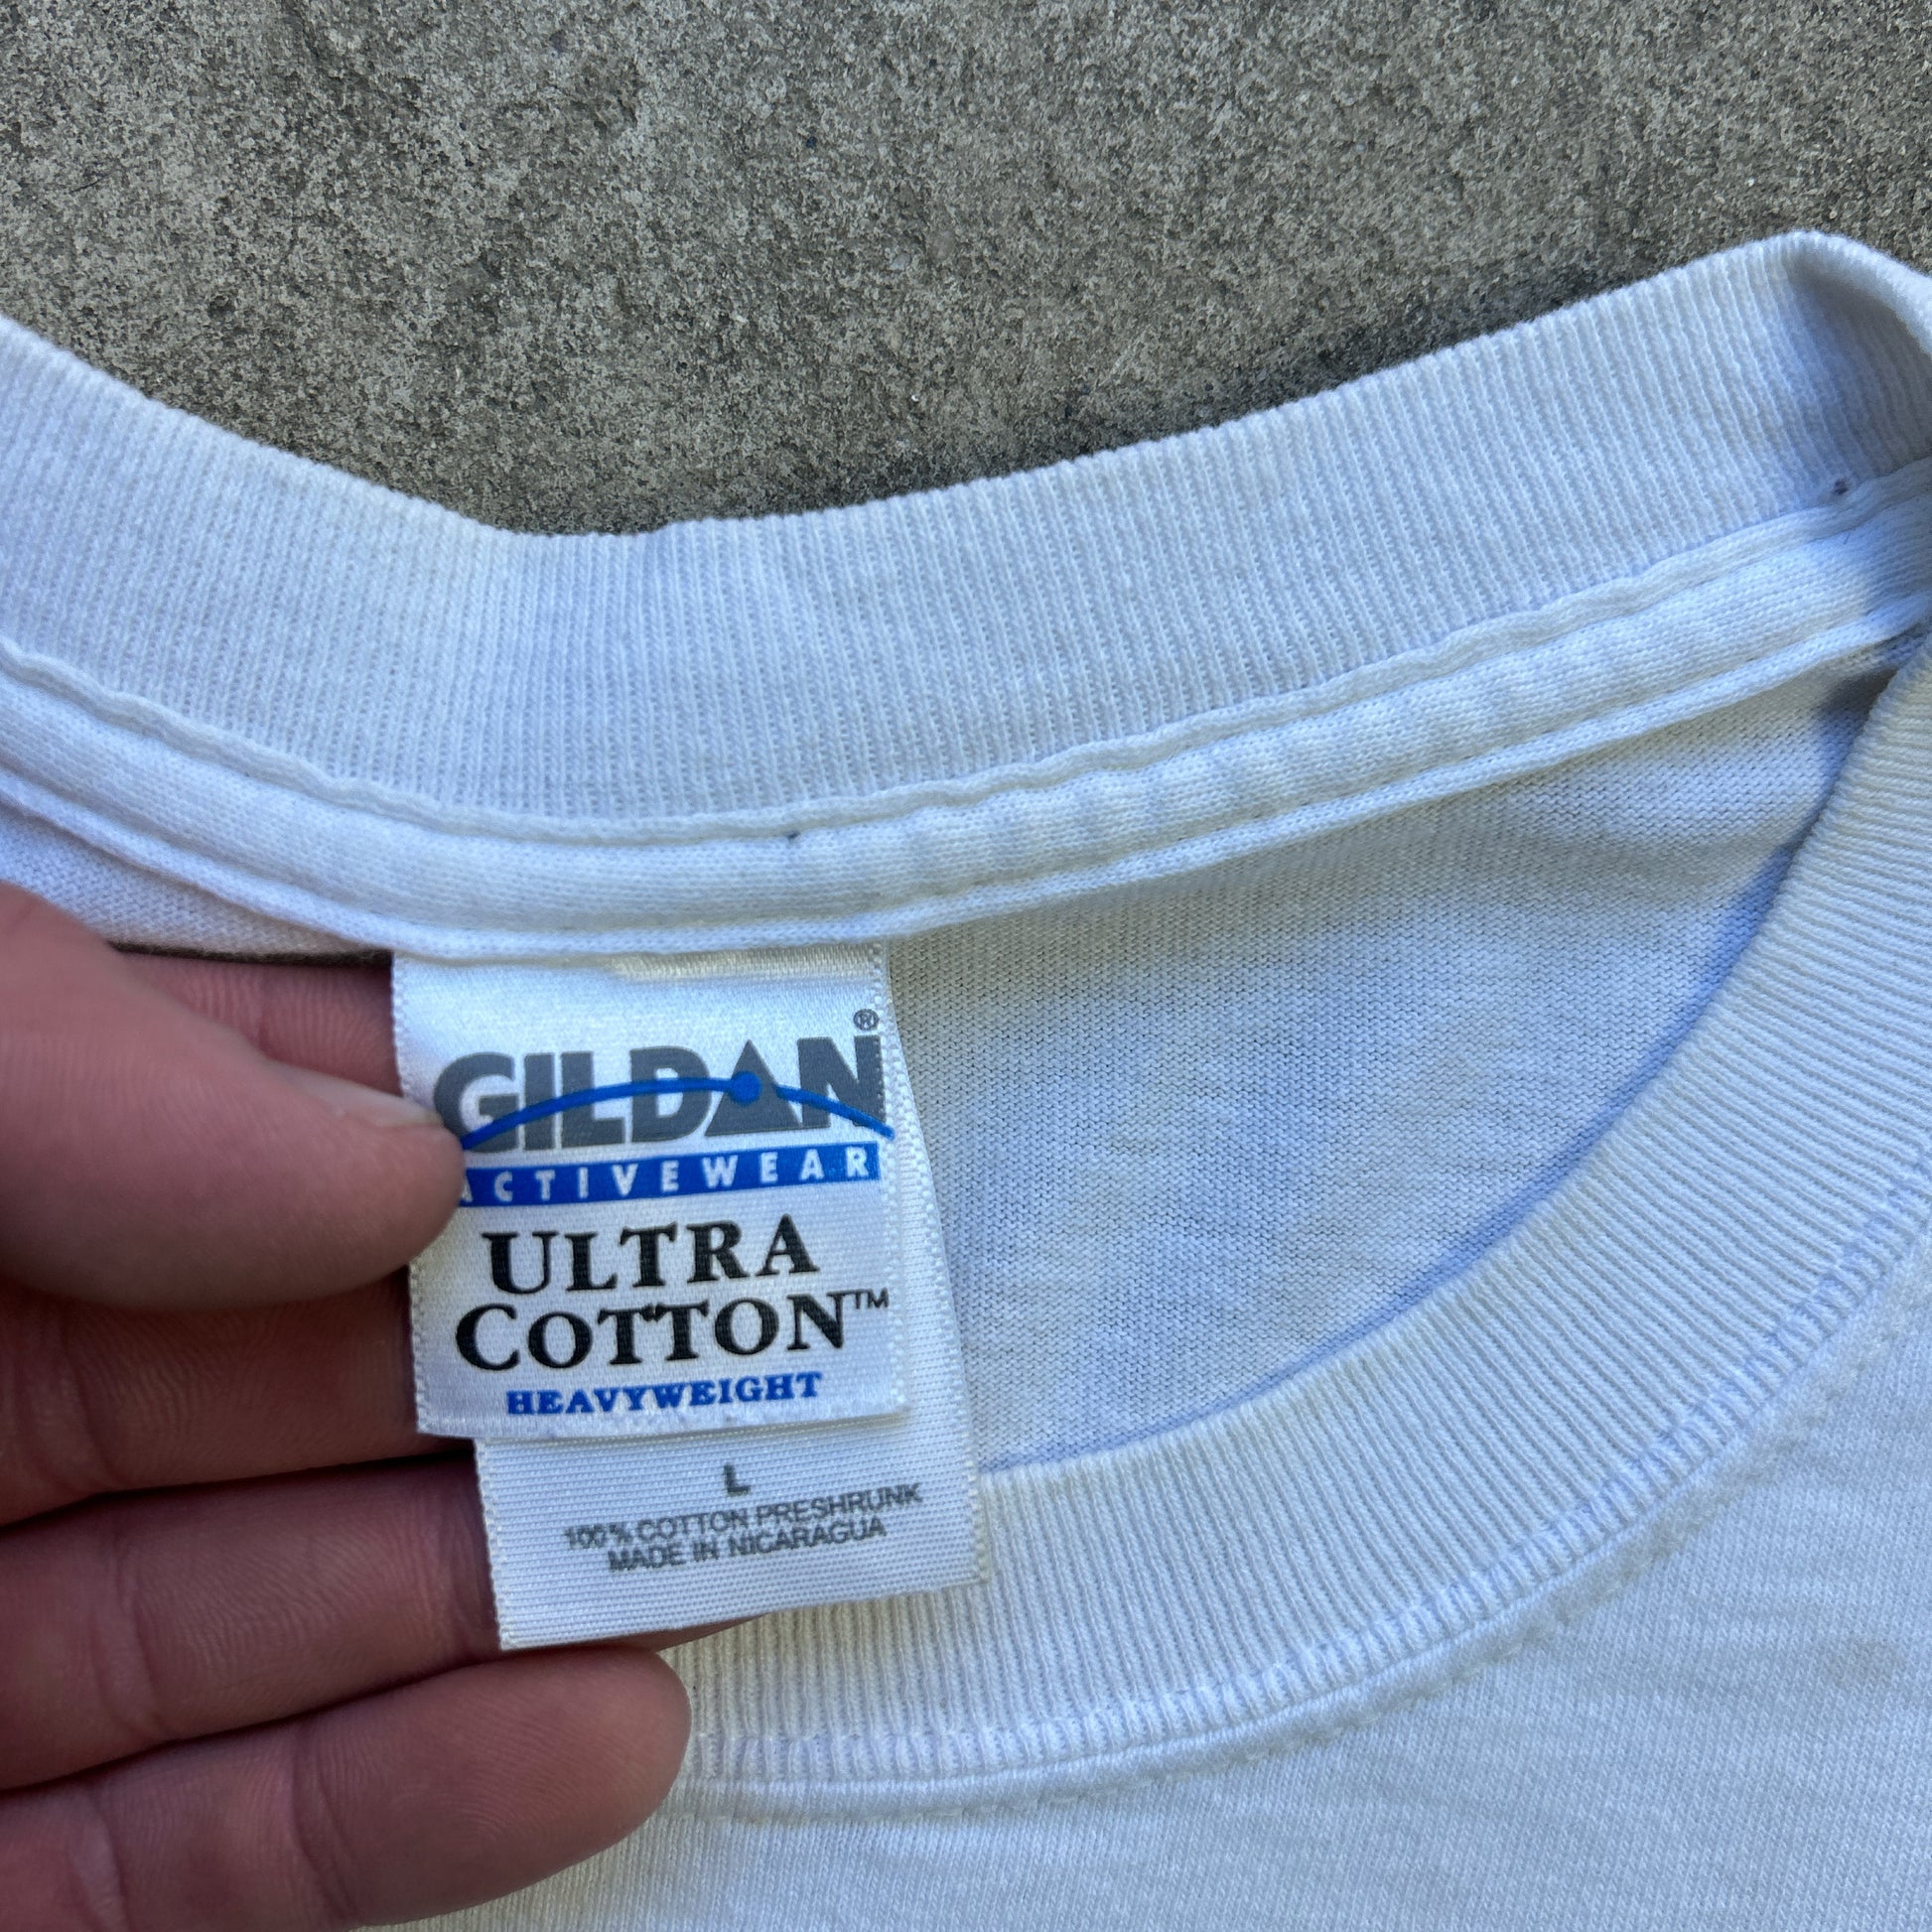 GILDAN®
ACTIVEWEAR
ULTRA
COTTON™
HEAVYWEIGHT
L
100% COTTON PRESHRUNK
MADE IN NICARAGUA